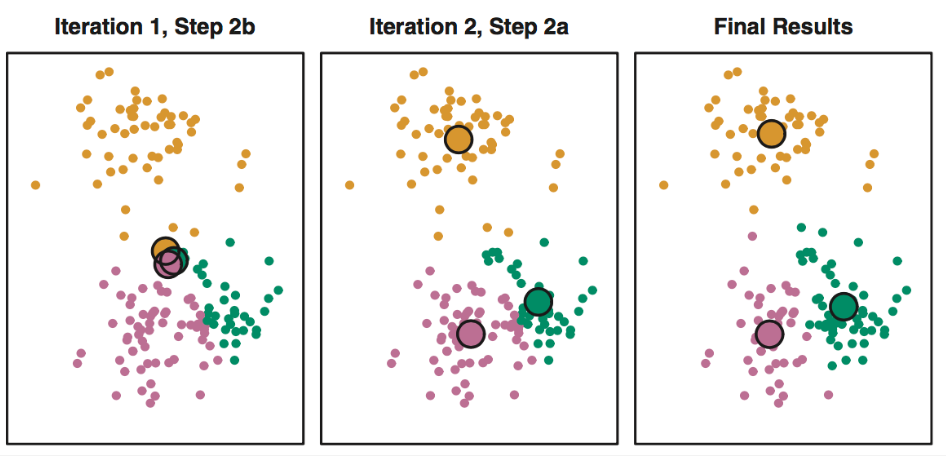 Iteration 1, Step 2b
Iteration 2, Step 2a
Final Results